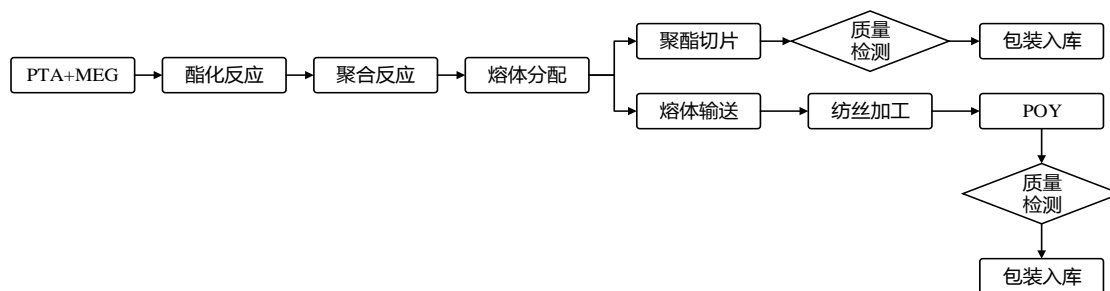 PTA+MEG
酯化反应
聚合反应
熔体分配
聚酯切片
质量
检测
包装入库
熔体输送
纺丝加工
POY
质量
检测
包装入库